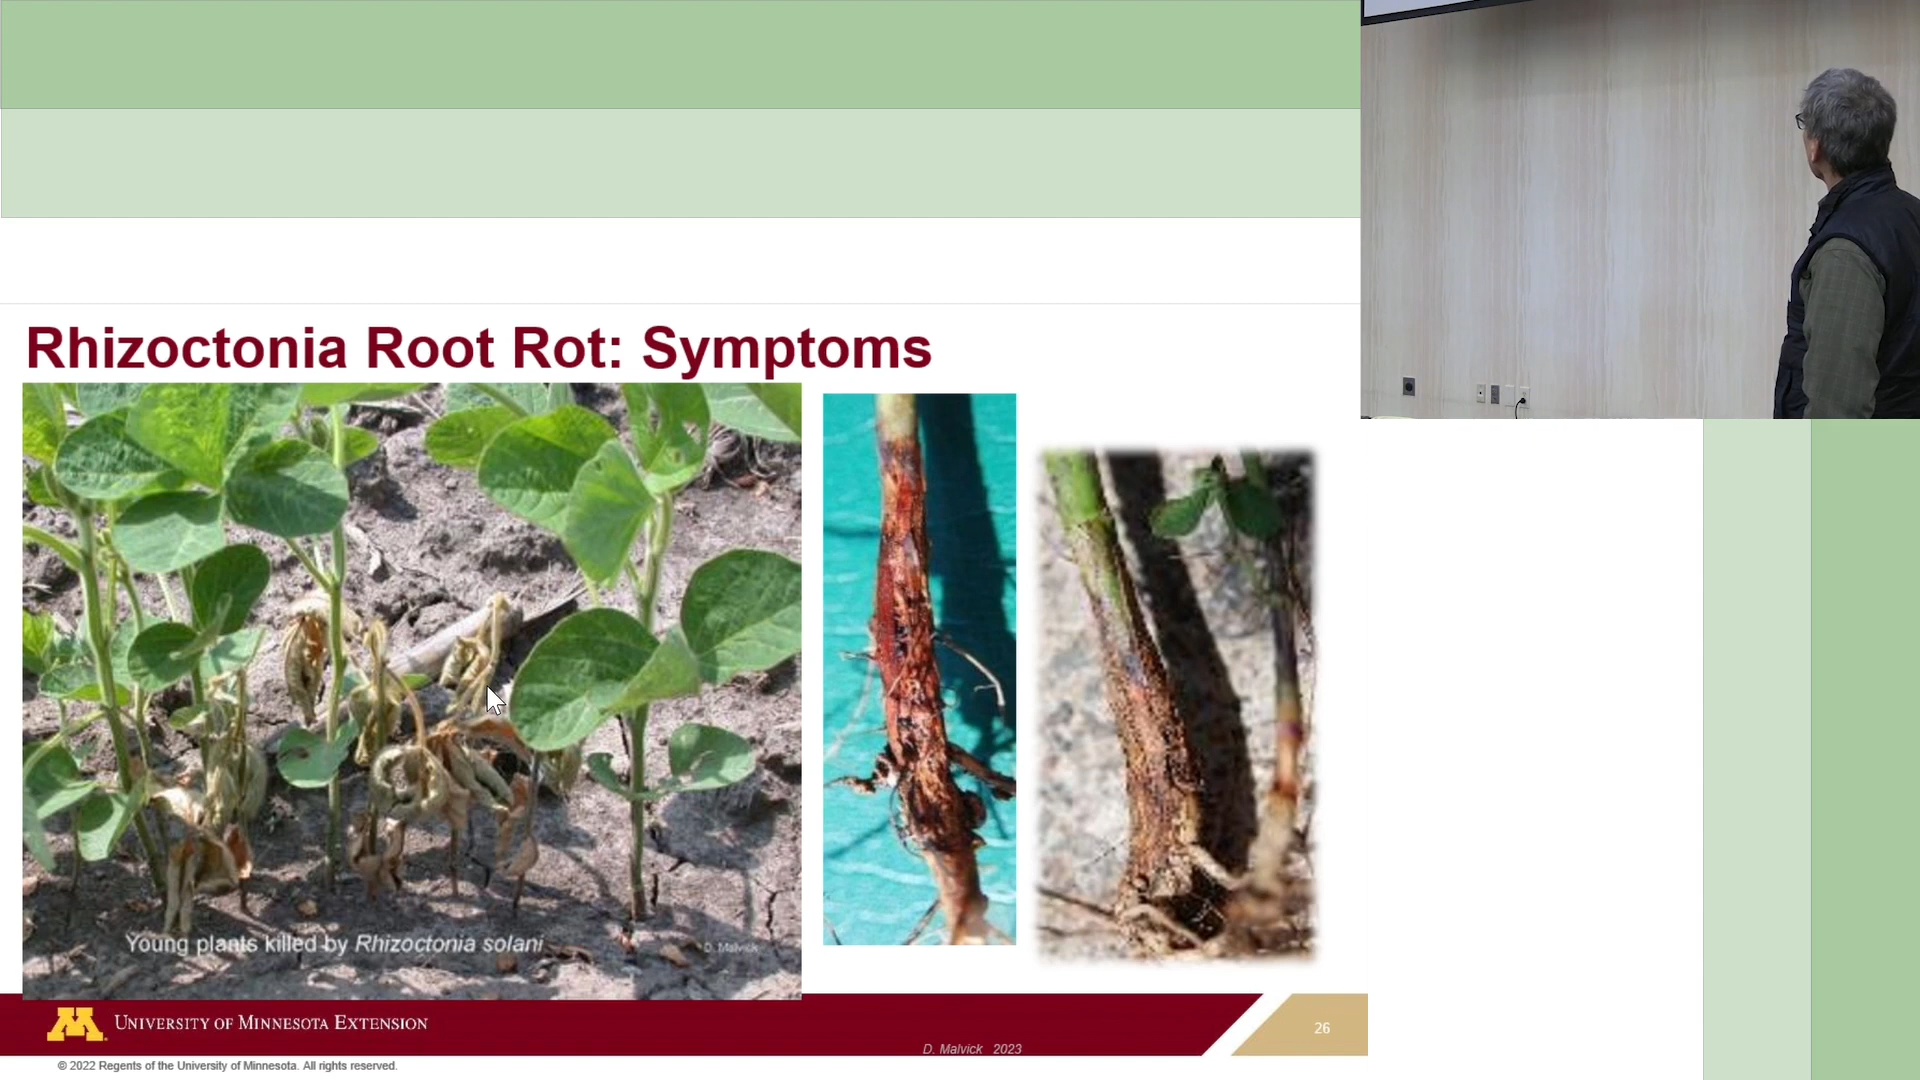 Rhizoctonia Root Rot: Symptoms
Young plants killed by Rhizoctonia solani
D. Malvick
UNIVERSITY OF MINNESOTA EXTENSION
D. Malvick 2023
26
© 2022 Regents of the University of Minnesota. All rights reserved.